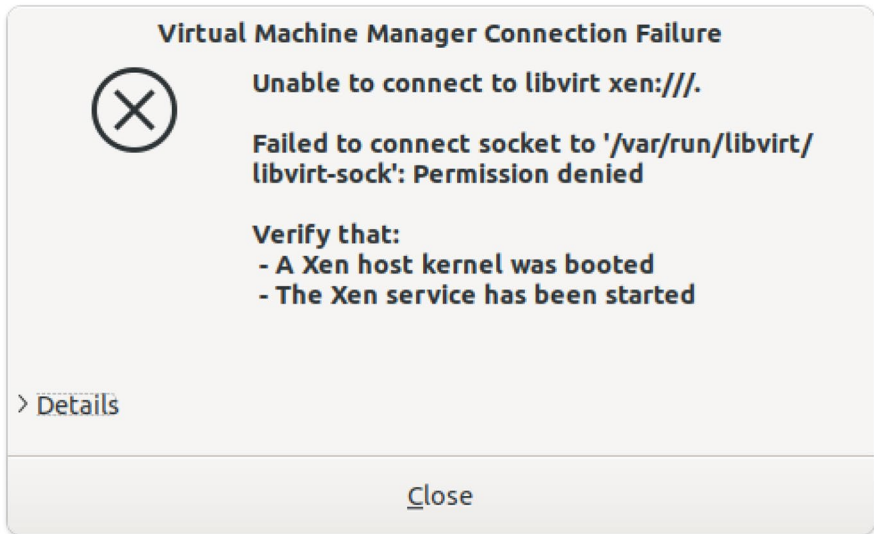 Virtual Machine Manager Connection Failure
Unable to connect to libvirt xen:///.
Failed to connect socket to '/var/run/libvirt/
libvirt-sock': Permission denied
Verify that:
- A Xen host kernel was booted
- The Xen service has been started
Details
Close